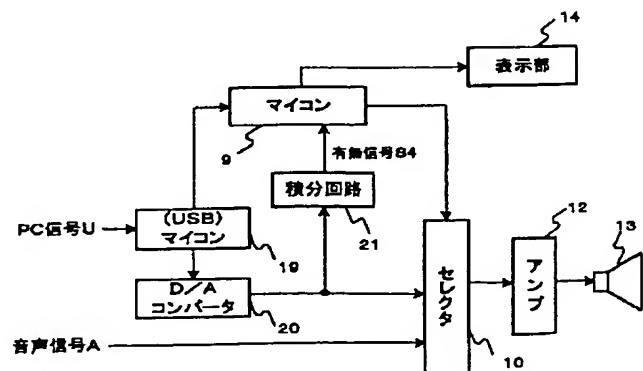 14
表示部
マイコン
9
有無信号S4
積分回路
21
12
13
PC信号U
(USB)
マイコン
19
D/A
コンバータ
20
セレクタ
アンプ
音声信号A
10